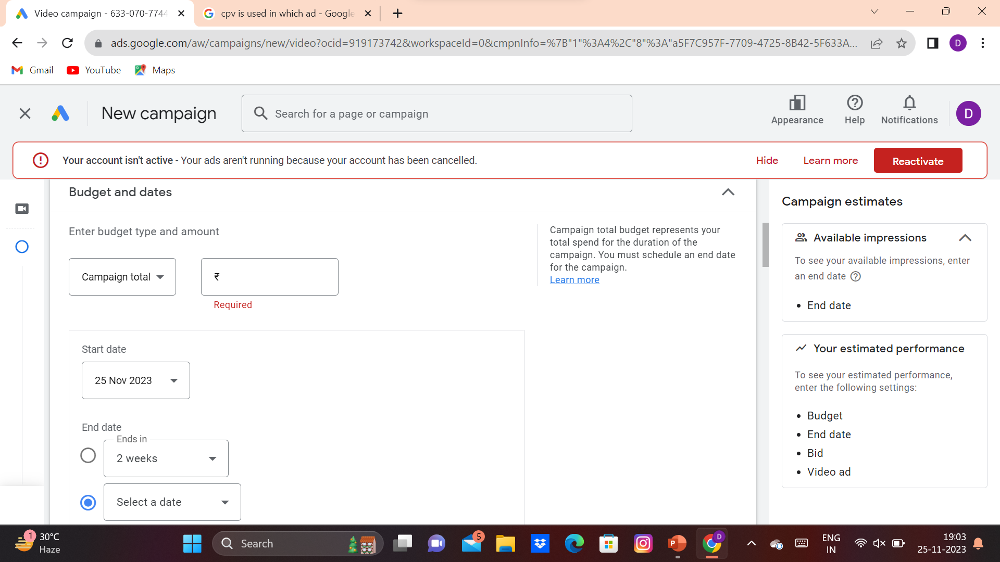 Video campaign - 633-070-7744
cpv is used in which ad - Google
ads.google.com/aw/campaigns/new/video?ocid=919173742&workspaceId=0&cmpnInfo=%7B"1"%3A4%2C"8"%3A"a5F7C957F-7709-4725-8B42-5F633A...
D
Gmail
YouTube
Maps
New campaign
Search for a page or campaign
Appearance
Help
Notifications
D
Your account isn't active - Your ads aren't running because your account has been cancelled.
Hide
Learn more
Reactivate
Budget and dates
Enter budget type and amount
Campaign total
₹
Required
Campaign total budget represents your
total spend for the duration of the
campaign. You must schedule an end date
for the campaign.
Learn more
Start date
25 Nov 2023
End date
Ends in
2 weeks
Select a date
Campaign estimates
Available impressions
To see your available impressions, enter
an end date
• End date
Your estimated performance
To see your estimated performance,
enter the following settings:
• Budget
• End date
• Bid
• Video ad
1
30°C
Haze
Search
5
P
D
ENG
IN
19:03
25-11-2023